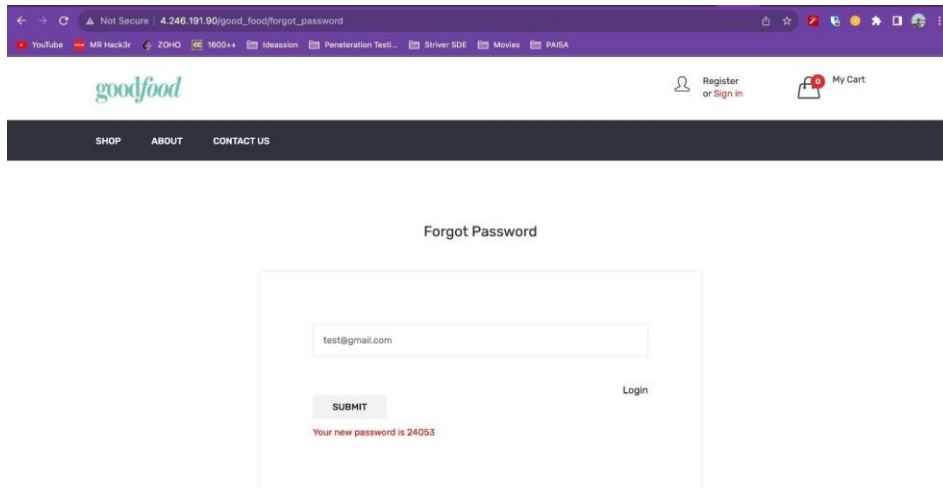 Not Secure | 4.246.191.90/good_food/forgot_password
YouTube MR Hack3r ZOHO CC 1600++ Ideassion Peneteration Testi... Striver SDE Movies PAISA
goodfood
Register
or Sign in
0
My Cart
SHOP ABOUT CONTACT US
Forgot Password
test@gmail.com
Login
SUBMIT
Your new password is 24053